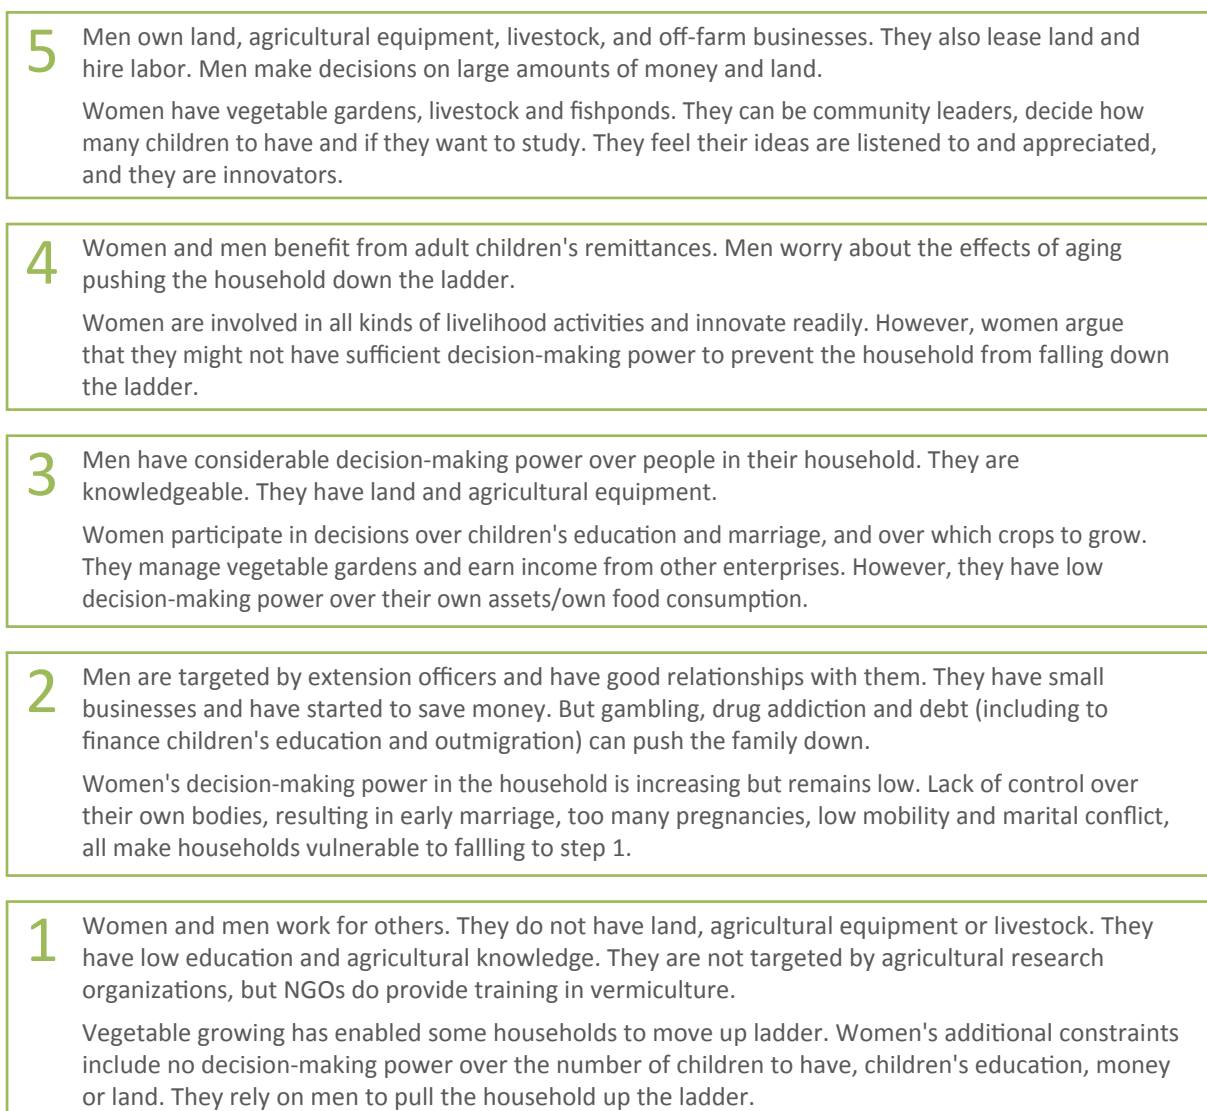 5
Men own land, agricultural equipment, livestock, and off-farm businesses. They also lease land and
hire labor. Men make decisions on large amounts of money and land.
Women have vegetable gardens, livestock and fishponds. They can be community leaders, decide how
many children to have and if they want to study. They feel their ideas are listened to and appreciated,
and they are innovators.
4
Women and men benefit from adult children's remittances. Men worry about the effects of aging
pushing the household down the ladder.
Women are involved in all kinds of livelihood activities and innovate readily. However, women argue
that they might not have sufficient decision-making power to prevent the household from falling down
the ladder.
3
Men have considerable decision-making power over people in their household. They are
knowledgeable. They have land and agricultural equipment.
Women participate in decisions over children's education and marriage, and over which crops to grow.
They manage vegetable gardens and earn income from other enterprises. However, they have low
decision-making power over their own assets/own food consumption.
2
Men are targeted by extension officers and have good relationships with them. They have small
businesses and have started to save money. But gambling, drug addiction and debt (including to
finance children's education and outmigration) can push the family down.
Women's decision-making power in the household is increasing but remains low. Lack of control over
their own bodies, resulting in early marriage, too many pregnancies, low mobility and marital conflict,
all make households vulnerable to fallling to step 1.
1
Women and men work for others. They do not have land, agricultural equipment or livestock. They
have low education and agricultural knowledge. They are not targeted by agricultural research
organizations, but NGOs do provide training in vermiculture.
Vegetable growing has enabled some households to move up ladder. Women's additional constraints
include no decision-making power over the number of children to have, children's education, money
or land. They rely on men to pull the household up the ladder.